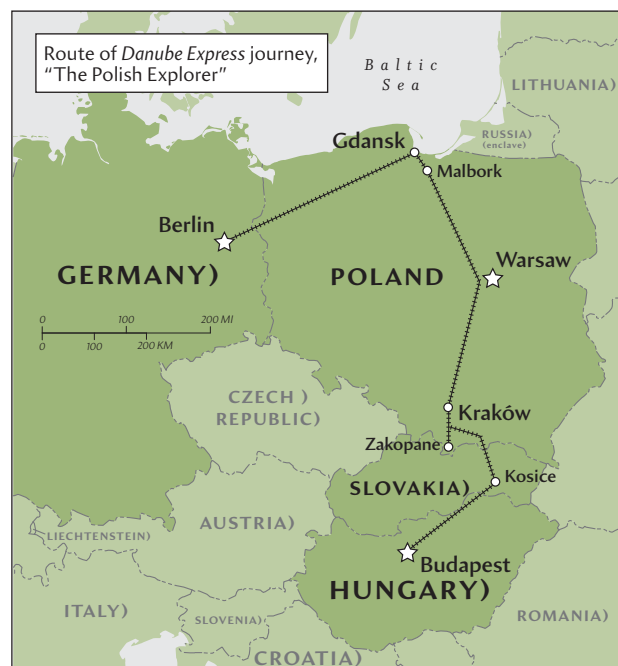 Route of Danube Express journey,
“The Polish Explorer”
Baltic
Sea
LITHUANIA)
RUSSIA)
(enclave)
Gdansk
Malbork
Berlin
GERMANY)
POLAND
Warsaw
0 100 200 MI
0 100 200 KM
CZECH )
REPUBLIC)
Kraków
Zakopane
Kosice
SLOVAKIA)
AUSTRIA)
LIECHTENSTEIN)
Budapest
HUNGARY)
ITALY)
SLOVENIA)
ROMANIA)
CROATIA)